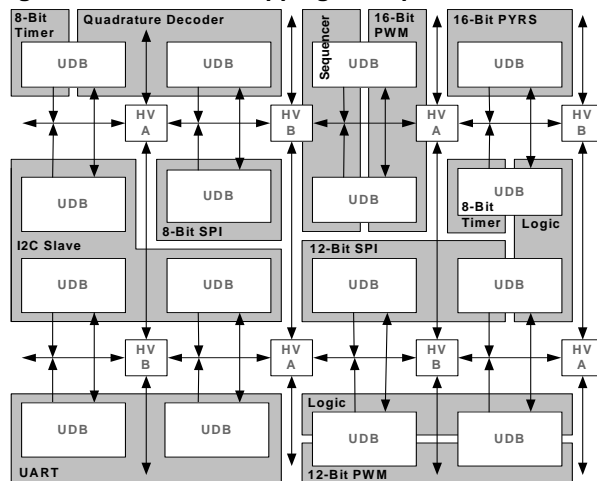 8-Bit Timer
Quadrature Decoder
Sequencer
16-Bit PWM
16-Bit PYRS
UDB
UDB
UDB
UDB
HV A
HV B
HV A
HV B
UDB
UDB
UDB
UDB
8-Bit SPI
8-Bit Timer
Logic
I2C Slave
12-Bit SPI
UDB
UDB
UDB
UDB
HV B
HV A
HV B
HV A
Logic
UDB
UDB
UDB
UDB
UART
12-Bit PWM